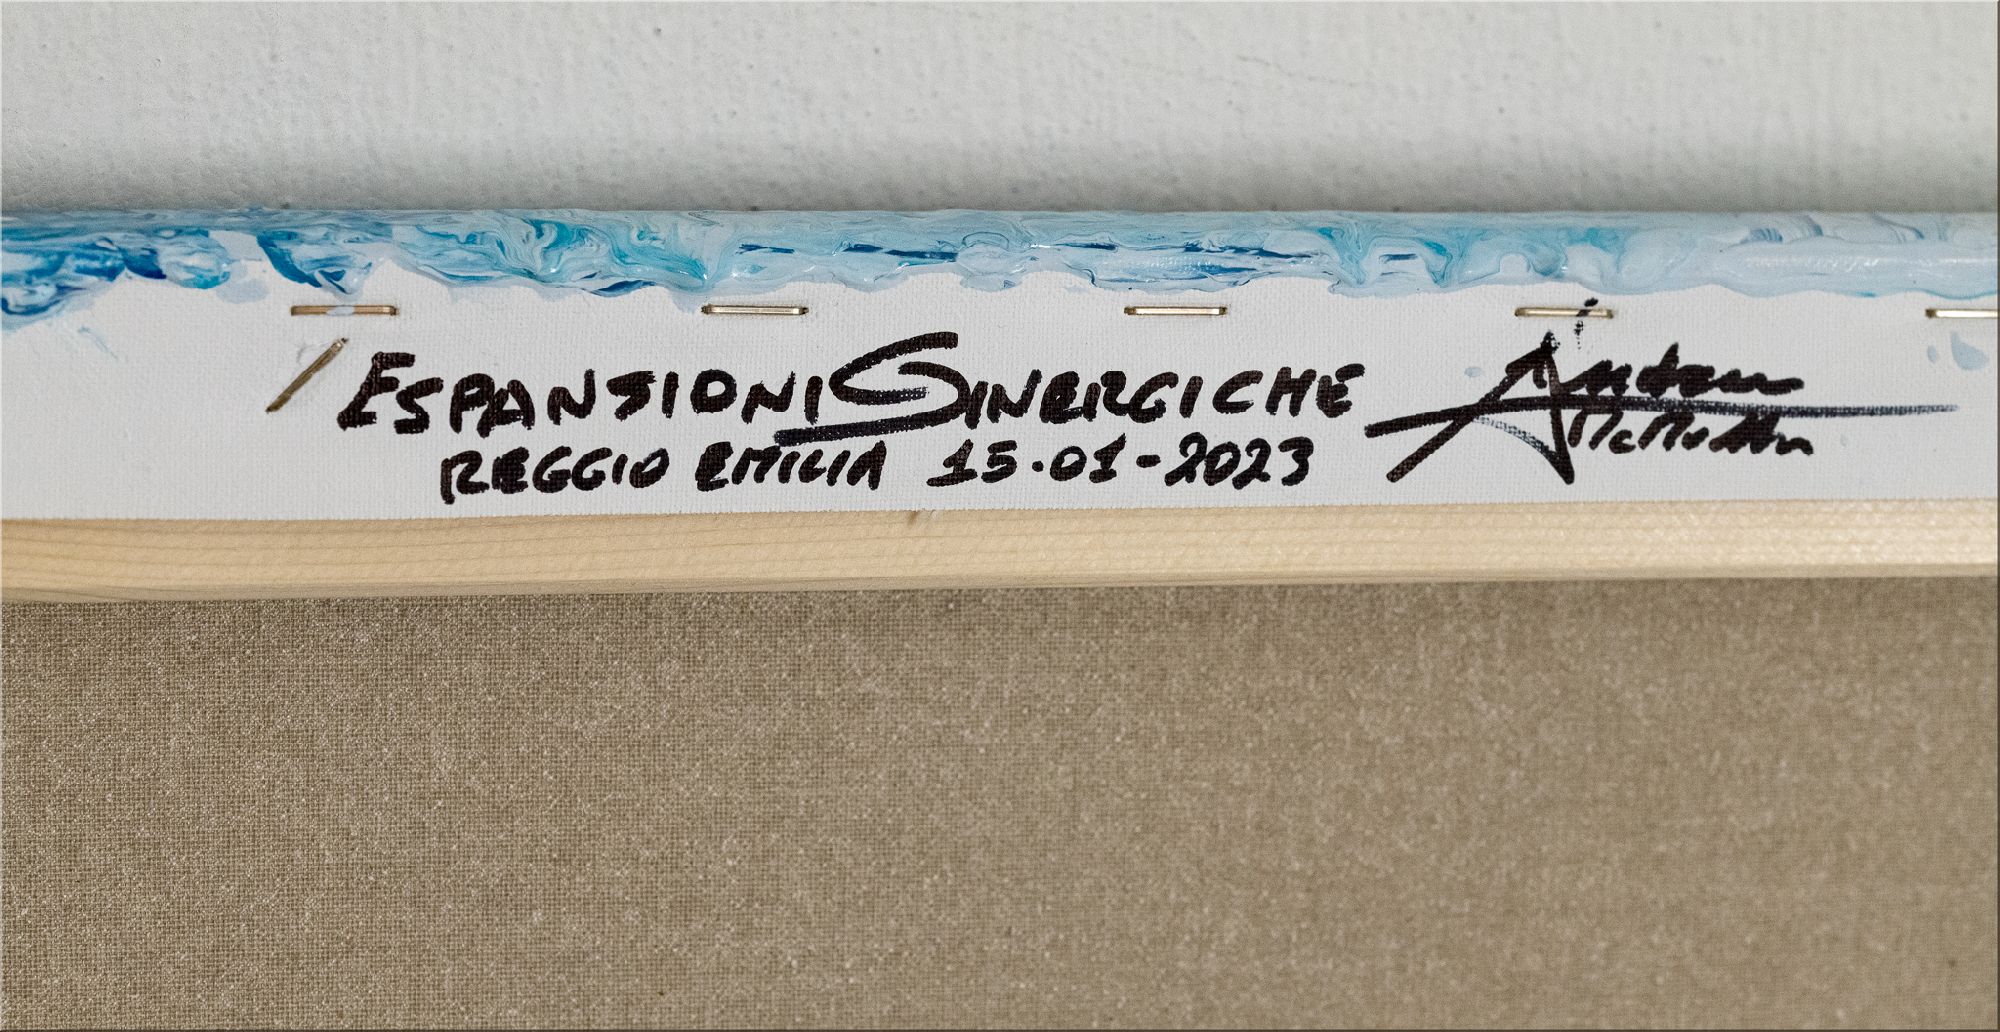 ESPANSIONI SINERGICHE
REGGIO EMILIA 15.01-2023